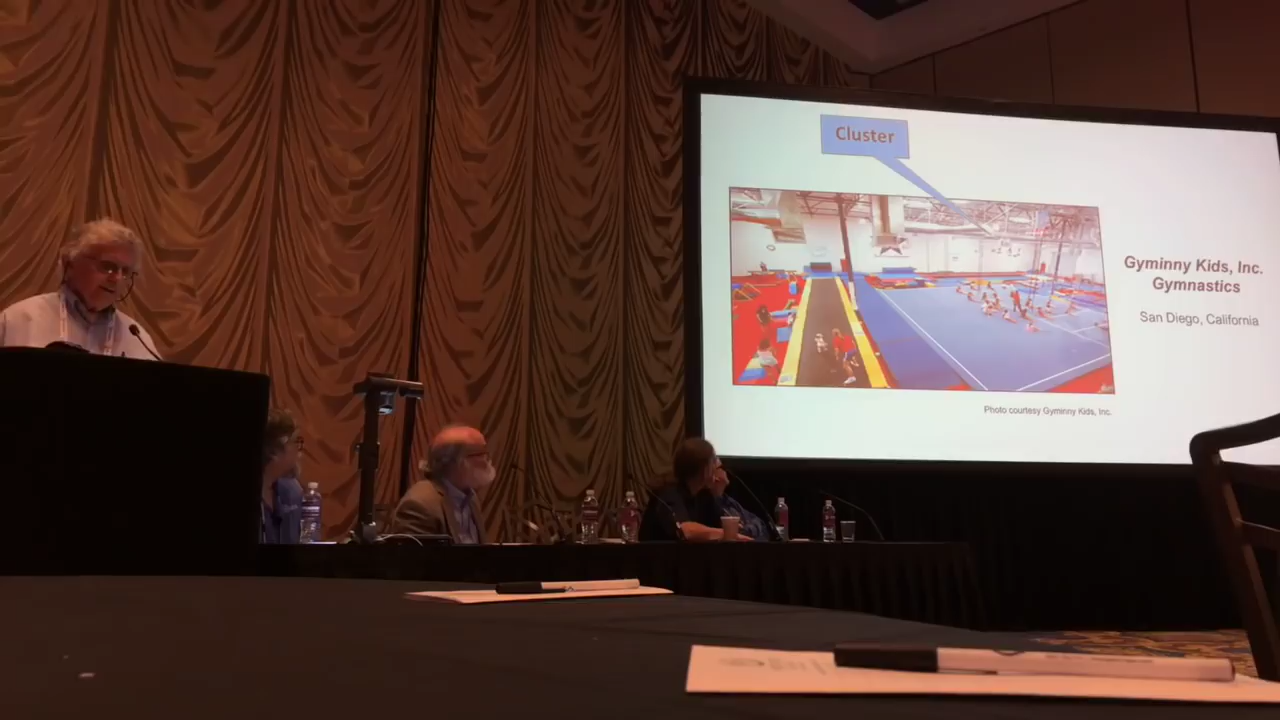 Cluster
Gyminny Kids, Inc.
Gymnastics
San Diego, California
Photo courtesy Gyminny Kids, Inc.